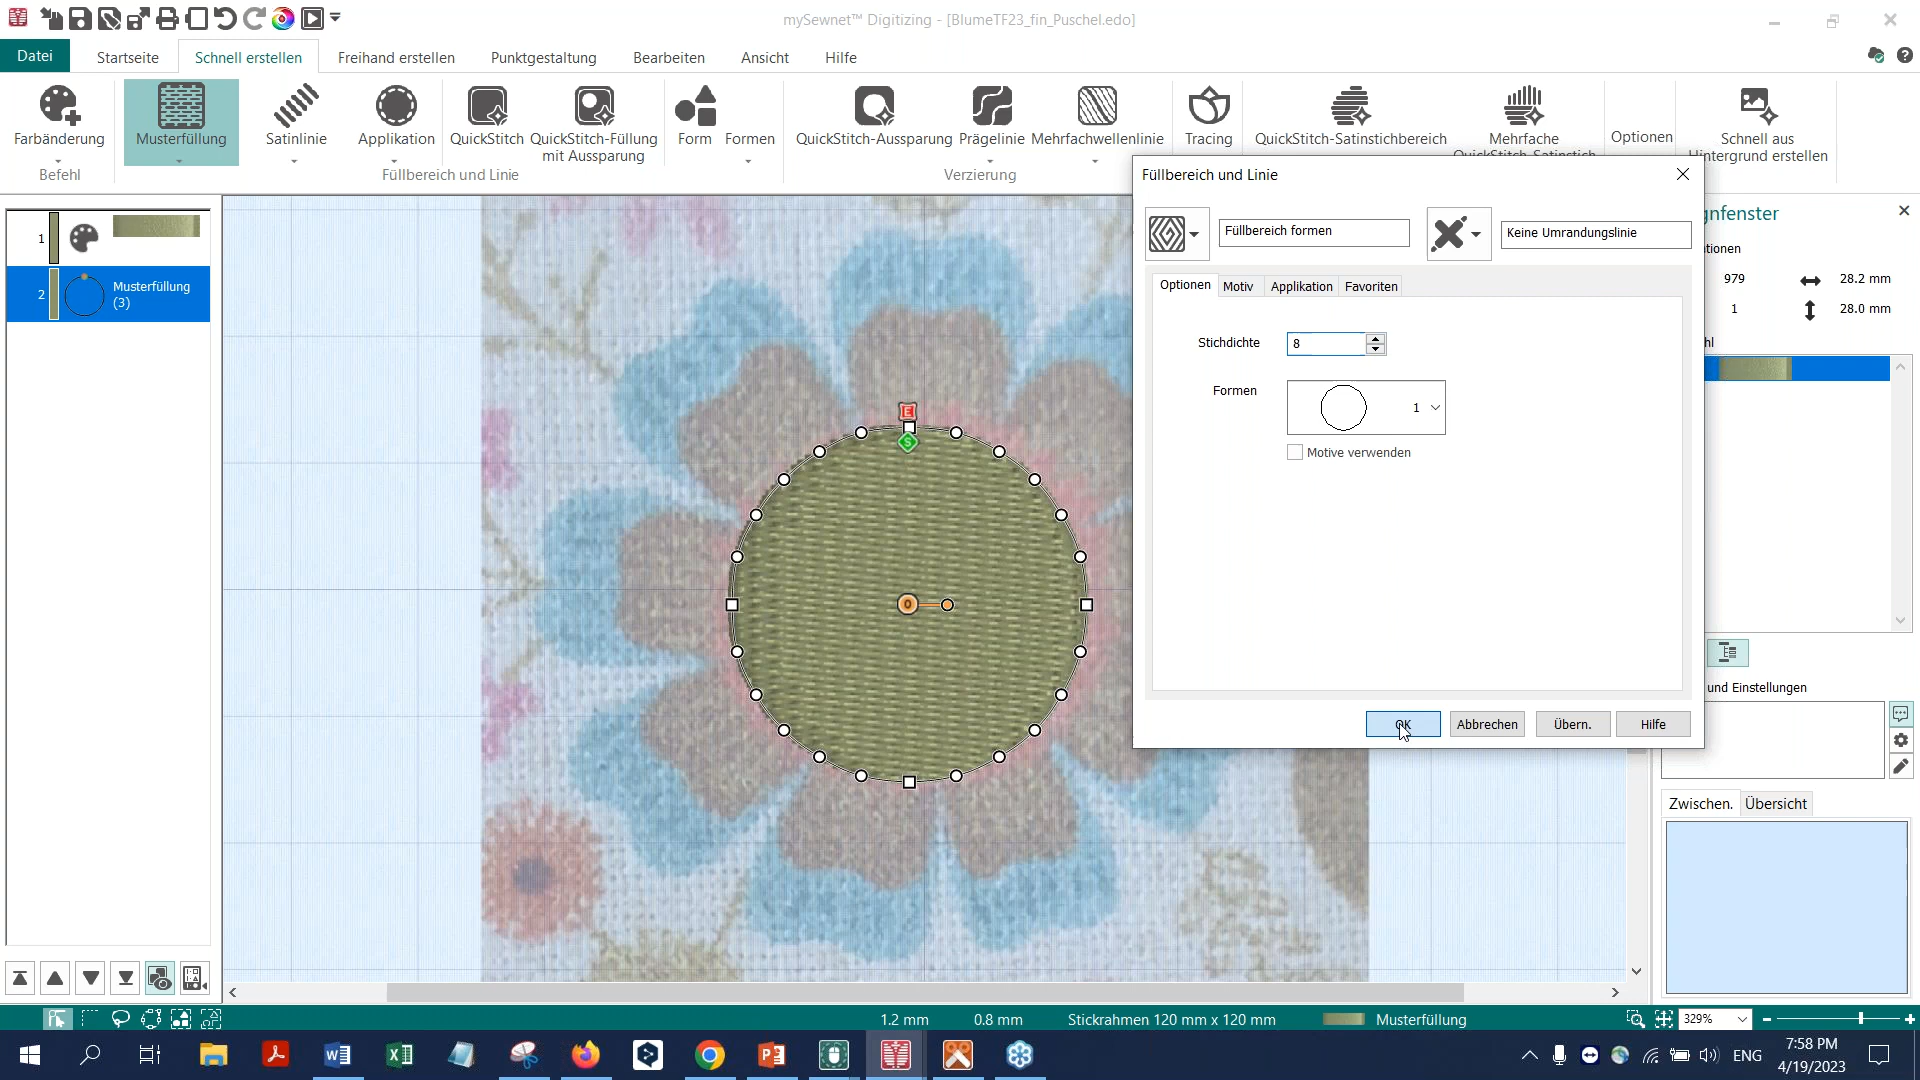 mySewnet™ Digitizing - [BlumeTF23_fin_Puschel.edo]
Datei
Startseite
Schnell erstellen
Freihand erstellen
Punktgestaltung
Bearbeiten
Ansicht
Hilfe
Farbänderung
Musterfüllung
Satinlinie
Applikation
QuickStitch
QuickStitch-Füllung
mit Aussparung
Form
Formen
QuickStitch-Aussparung
Prägelinie
Mehrfachwellenlinie
Tracing
QuickStitch-Satinstichbereich
Mehrfache
QuickStitch-Satinstich
Optionen
Schnell aus
Hintergrund erstellen
Befehl
Füllbereich und Linie
Verzierung
1
2
Musterfüllung
(3)
E
S
0
Füllbereich und Linie
Füllbereich formen
Keine Umrandungslinie
Optionen
Motiv
Applikation
Favoriten
Stichdichte
8
Formen
1
Motive verwenden
OK
Abbrechen
Übern.
Hilfe
gnfenster
tionen
979
28.2 mm
1
28.0 mm
hl
und Einstellungen
Zwischen.
Übersicht
1.2 mm
0.8 mm
Stickrahmen 120 mm x 120 mm
Musterfüllung
329%
ENG
7:58 PM
4/19/2023